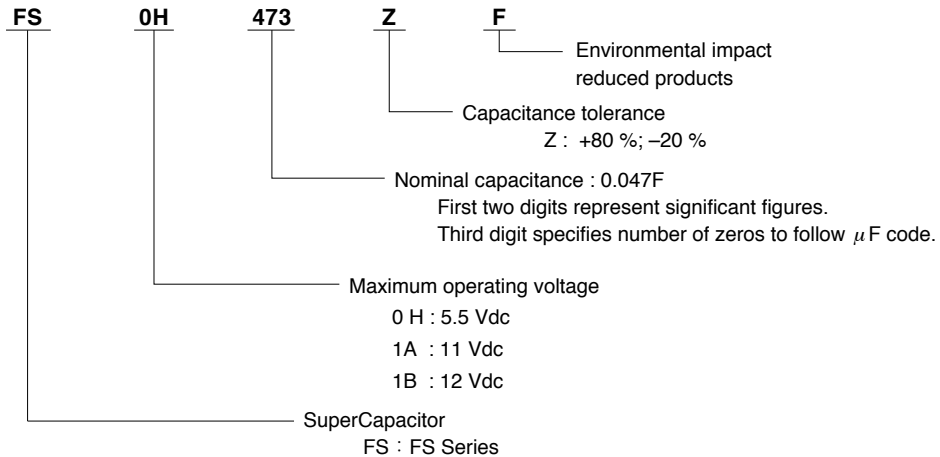 FS 0H 473 Z F
Environmental impact
reduced products
Capacitance tolerance
Z : +80 %; –20 %
Nominal capacitance : 0.047F
First two digits represent significant figures.
Third digit specifies number of zeros to follow μF code.
Maximum operating voltage
0 H : 5.5 Vdc
1A : 11 Vdc
1B : 12 Vdc
SuperCapacitor
FS : FS Series